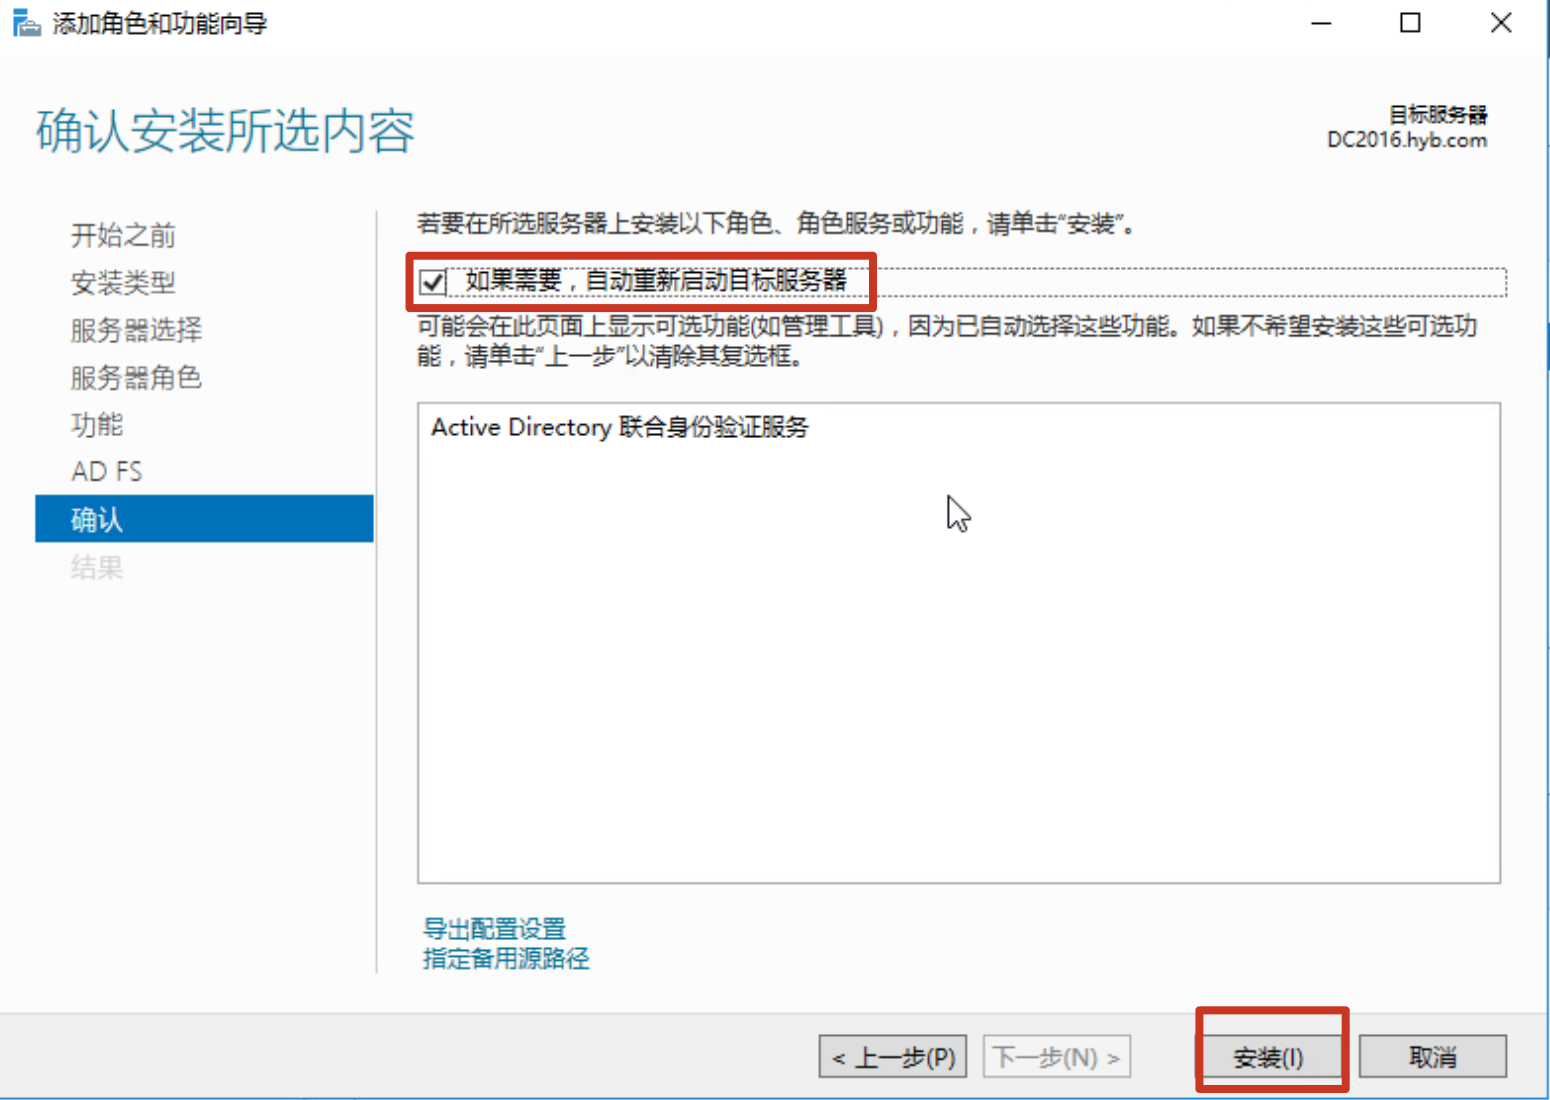 添加角色和功能向导
确认安装所选内容
目标服务器
DC2016.hyb.com
开始之前
安装类型
服务器选择
服务器角色
功能
AD FS
确认
结果
若要在所选服务器上安装以下角色、角色服务或功能，请单击“安装”。
如果需要，自动重新启动目标服务器
可能会在此页面上显示可选功能(如管理工具)，因为已自动选择这些功能。如果不希望安装这些可选功
能，请单击“上一步”以清除其复选框。
Active Directory 联合身份验证服务
导出配置设置
指定备用源路径
< 上一步(P)
下一步(N) >
安装(I)
取消